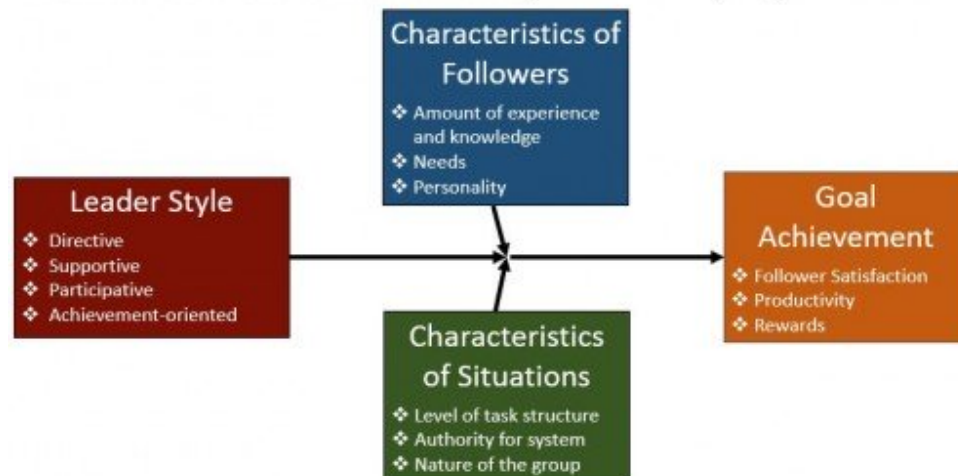 Characteristics of
Followers
❖ Amount of experience
and knowledge
❖ Needs
❖ Personality
Leader Style
❖ Directive
❖ Supportive
❖ Participative
❖ Achievement-oriented
Goal
Achievement
❖ Follower Satisfaction
❖ Productivity
❖ Rewards
Characteristics
of Situations
❖ Level of task structure
❖ Authority for system
❖ Nature of the group